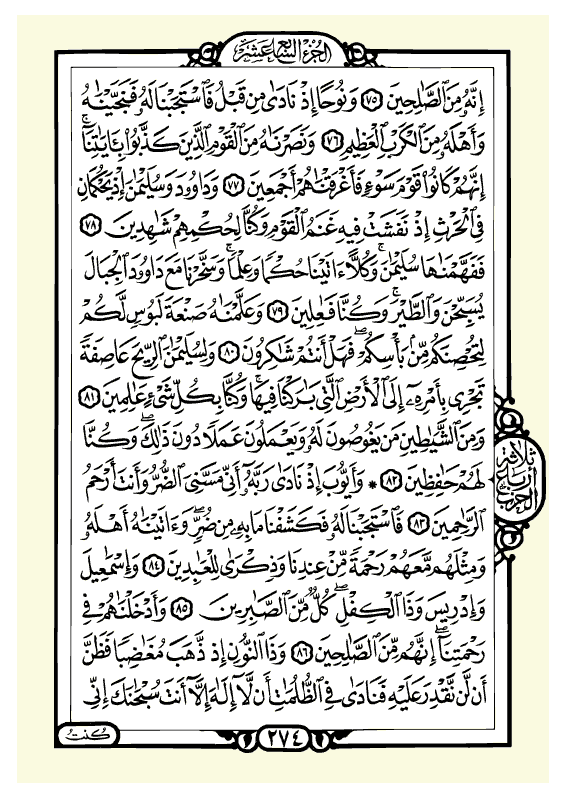 الجزء السابع عشر
إِنَّهُۥ مِنَ ٱلصَّٰلِحِينَ ٧٥ وَنُوحًا إِذْ نَادَىٰ مِن قَبْلُ فَٱسْتَجَبْنَا لَهُۥ فَنَجَّيْنَٰهُ
وَأَهْلَهُۥ مِنَ ٱلْكَرْبِ ٱلْعَظِيمِ ٧٦ وَنَصَرْنَٰهُ مِنَ ٱلْقَوْمِ ٱلَّذِينَ كَذَّبُوا۟ بِـَٔايَٰتِنَآ ۚ
إِنَّهُمْ كَانُوا۟ قَوْمَ سَوْءٍ فَأَغْرَقْنَٰهُمْ أَجْمَعِينَ ٧٧ وَدَاوُۥدَ وَسُلَيْمَٰنَ إِذْ يَحْكُمَانِ
فِى ٱلْحَرْثِ إِذْ نَفَشَتْ فِيهِ غَنَمُ ٱلْقَوْمِ وَكُنَّا لِحُكْمِهِمْ شَٰهِدِينَ ٧٨
فَفَهَّمْنَٰهَا سُلَيْمَٰنَ ۚ وَكُلًّا ءَاتَيْنَا حُكْمًا وَعِلْمًا ۚ وَسَخَّرْنَا مَعَ دَاوُۥدَ ٱلْجِبَالَ
يُسَبِّحْنَ وَٱلطَّيْرَ ۚ وَكُنَّا فَٰعِلِينَ ٧٩ وَعَلَّمْنَٰهُ صَنْعَةَ لَبُوسٍ لَّكُمْ
لِتُحْصِنَكُم مِّنۢ بَأْسِكُمْ ۖ فَهَلْ أَنتُمْ شَٰكِرُونَ ٨٠ وَلِسُلَيْمَٰنَ ٱلرِّيحَ عَاصِفَةً
تَجْرِى بِأَمْرِهِۦٓ إِلَى ٱلْأَرْضِ ٱلَّتِى بَٰرَكْنَا فِيهَا ۚ وَكُنَّا بِكُلِّ شَىْءٍ عَٰلِمِينَ ٨١
وَمِنَ ٱلشَّيَٰطِينِ مَن يَغُوصُونَ لَهُۥ وَيَعْمَلُونَ عَمَلًا دُونَ ذَٰلِكَ ۖ وَكُنَّا
لَهُمْ حَٰفِظِينَ ٨٢ * وَأَيُّوبَ إِذْ نَادَىٰ رَبَّهُۥٓ أَنِّى مَسَّنِىَ ٱلضُّرُّ وَأَنتَ أَرْحَمُ
ٱلرَّٰحِمِينَ ٨٣ فَٱسْتَجَبْنَا لَهُۥ فَكَشَفْنَا مَا بِهِۦ مِن ضُرٍّ ۖ وَءَاتَيْنَٰهُ أَهْلَهُۥ
وَمِثْلَهُم مَّعَهُمْ رَحْمَةً مِّنْ عِندِنَا وَذِكْرَىٰ لِلْعَٰبِدِينَ ٨٤ وَإِسْمَٰعِيلَ
وَإِدْرِيسَ وَذَا ٱلْكِفْلِ ۖ كُلٌّ مِّنَ ٱلصَّٰبِرِينَ ٨٥ وَأَدْخَلْنَٰهُمْ فِى
رَحْمَتِنَآ ۖ إِنَّهُم مِّنَ ٱلصَّٰلِحِينَ ٨٦ وَذَا ٱلنُّونِ إِذ ذَّهَبَ مُغَٰضِبًا فَظَنَّ
أَن لَّن نَّقْدِرَ عَلَيْهِ فَنَادَىٰ فِى ٱلظُّلُمَٰتِ أَن لَّآ إِلَٰهَ إِلَّآ أَنتَ سُبْحَٰنَكَ إِنِّى
ثلاثة
أرباع
الجزء
٢٧٤
كُنتُ